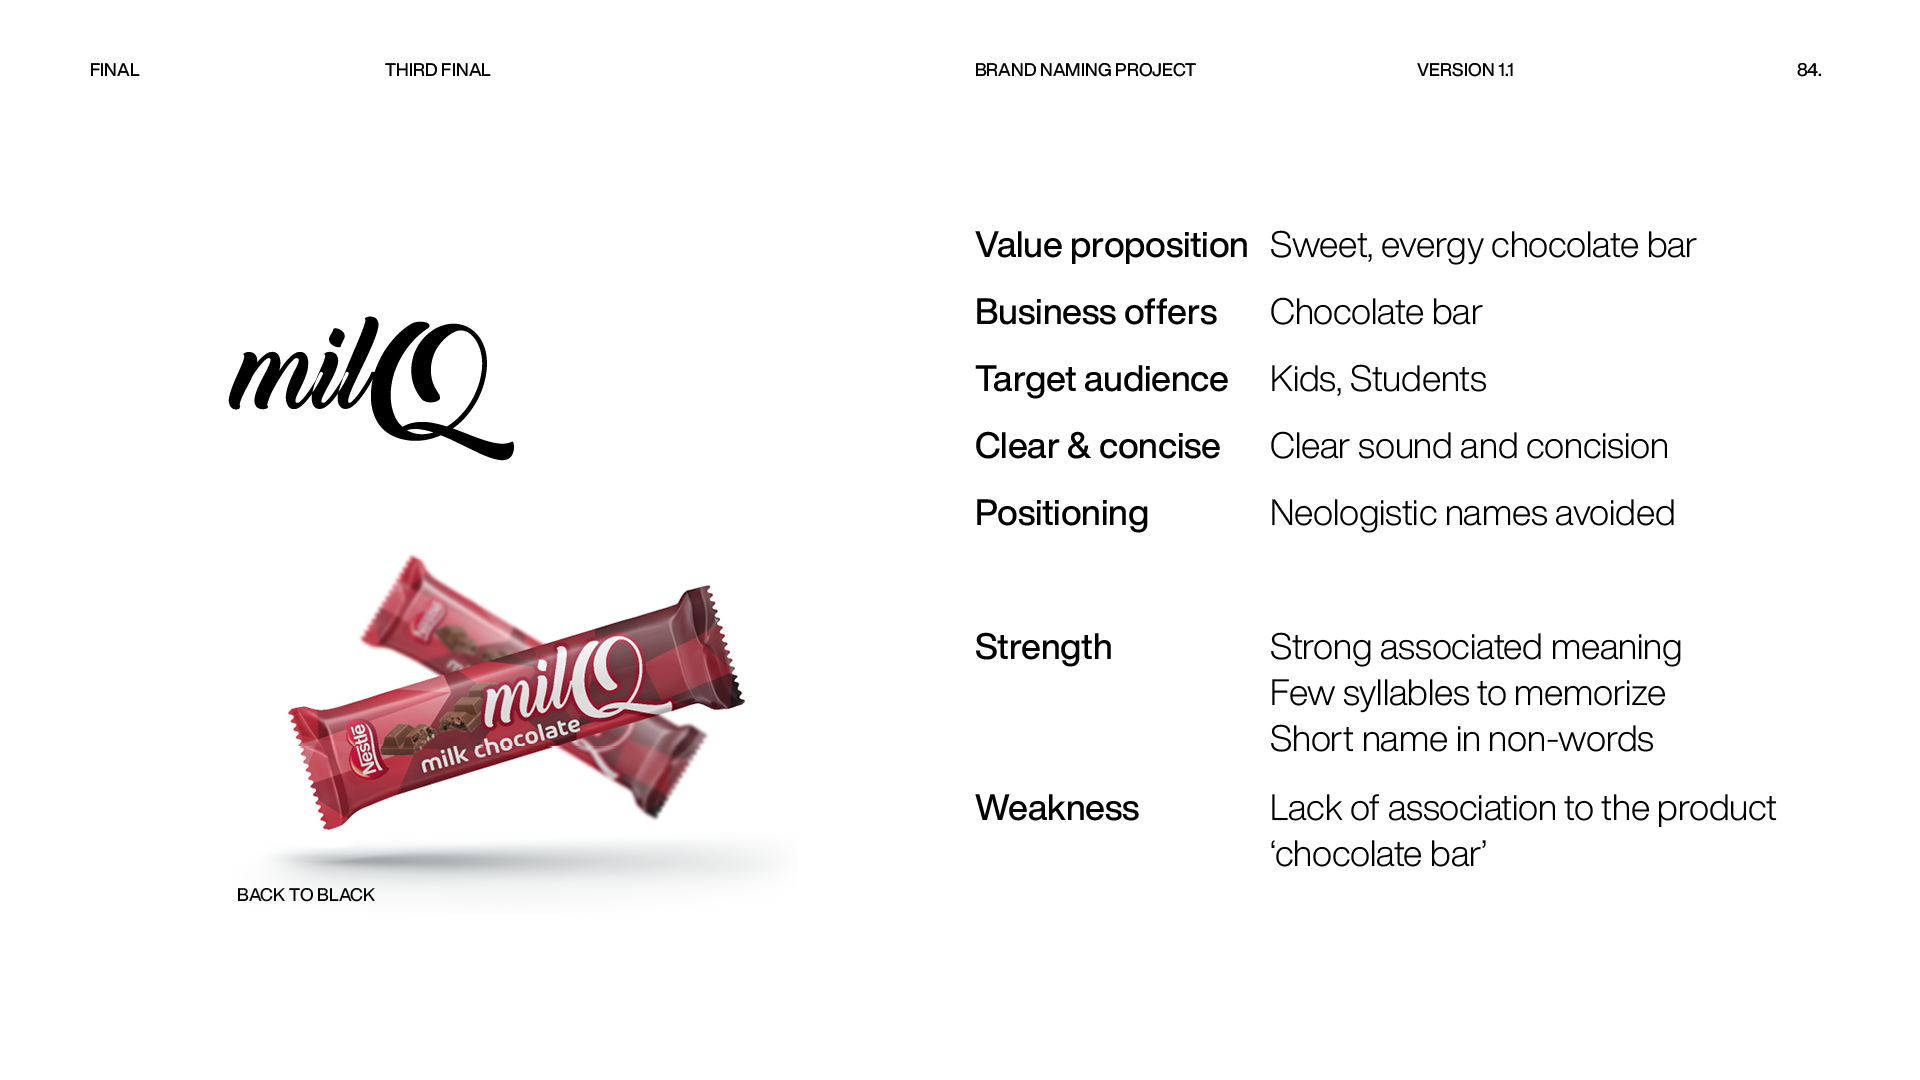 FINAL
THIRD FINAL
BRAND NAMING PROJECT
VERSION 1.1
84.
milQ
Nestlé
milQ
milk chocolate
BACK TO BLACK
Value proposition Sweet, evergy chocolate bar
Business offers Chocolate bar
Target audience Kids, Students
Clear & concise Clear sound and concision
Positioning Neologistic names avoided
Strength Strong associated meaning
Few syllables to memorize
Short name in non-words
Weakness Lack of association to the product
‘chocolate bar’